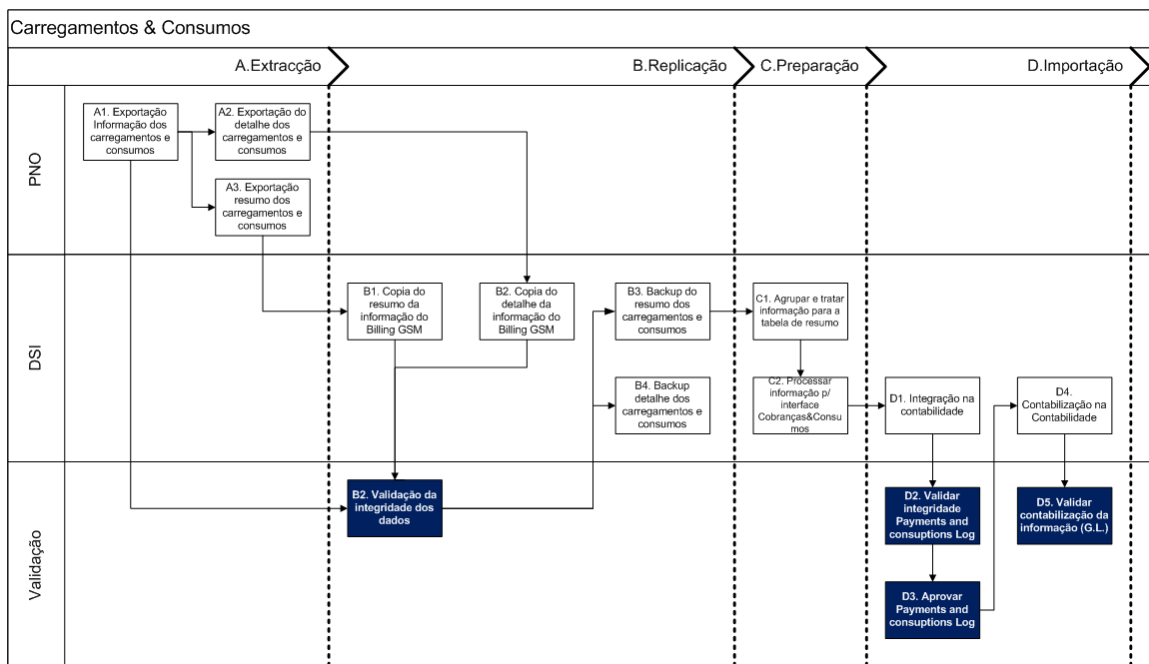 Carregamentos & Consumos
A.Extracção
B.Replicação
C.Preparação
D.Importação
PNO
A1. Exportação
Informação dos
carregamentos e
consumos
A2. Exportação do
detalhe dos
carregamentos e
consumos
A3. Exportação
resumo dos
carregamentos e
consumos
DSI
B1. Copia do
resumo da
informação do
Billing GSM
B2. Copia do
detalhe da
informação do
Billing GSM
B3. Backup do
resumo dos
carregamentos e
consumos
C1. Agrupar e tratar
informação para a
tabela de resumo
B4. Backup
detalhe dos
carregamentos e
consumos
C2. Processar
informação p/
interface
Cobranças&Consu
mos
D1. Integração na
contabilidade
D4.
Contabilização na
Contabilidade
Validação
B2. Validação da
integridade dos
dados
D2. Validar
integridade
Payments and
consuptions Log
D5. Validar
contabilização da
informação (G.L.)
D3. Aprovar
Payments and
consuptions Log